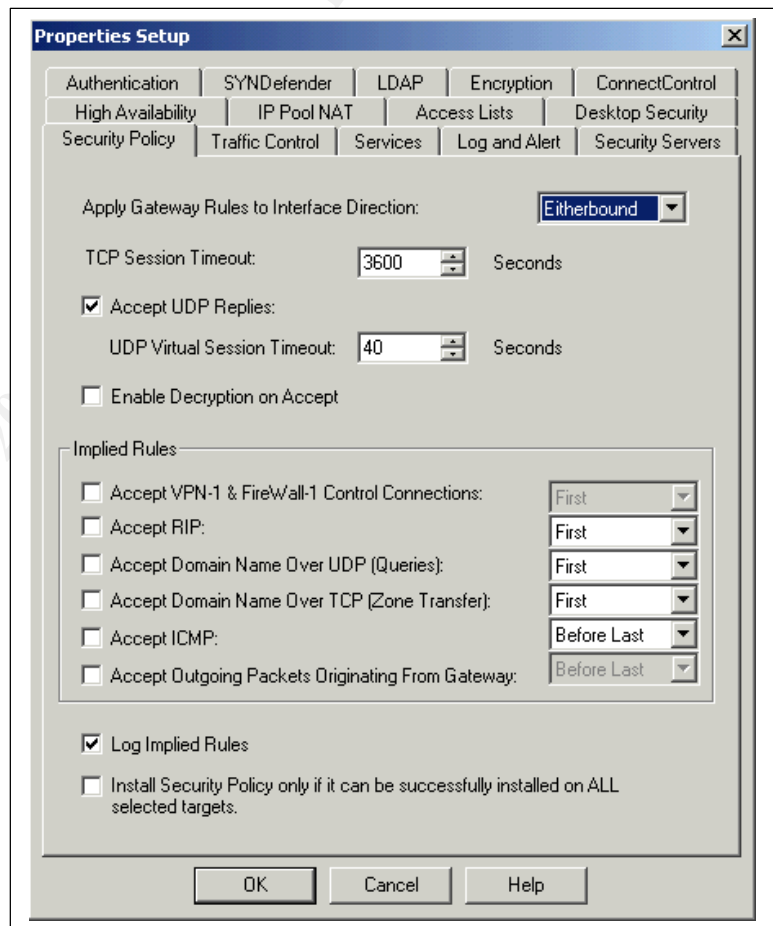 Properties Setup
Authentication SYNDefender LDAP Encryption ConnectControl
High Availability IP Pool NAT Access Lists Desktop Security
Security Policy Traffic Control Services Log and Alert Security Servers
Apply Gateway Rules to Interface Direction: Eitherbound
TCP Session Timeout: 3600 Seconds
Accept UDP Replies:
UDP Virtual Session Timeout: 40 Seconds
Enable Decryption on Accept
Implied Rules
Accept VPN-1 & FireWall-1 Control Connections: First
Accept RIP: First
Accept Domain Name Over UDP (Queries): First
Accept Domain Name Over TCP (Zone Transfer): First
Accept ICMP: Before Last
Accept Outgoing Packets Originating From Gateway: Before Last
Log Implied Rules
Install Security Policy only if it can be successfully installed on ALL
selected targets.
OK Cancel Help